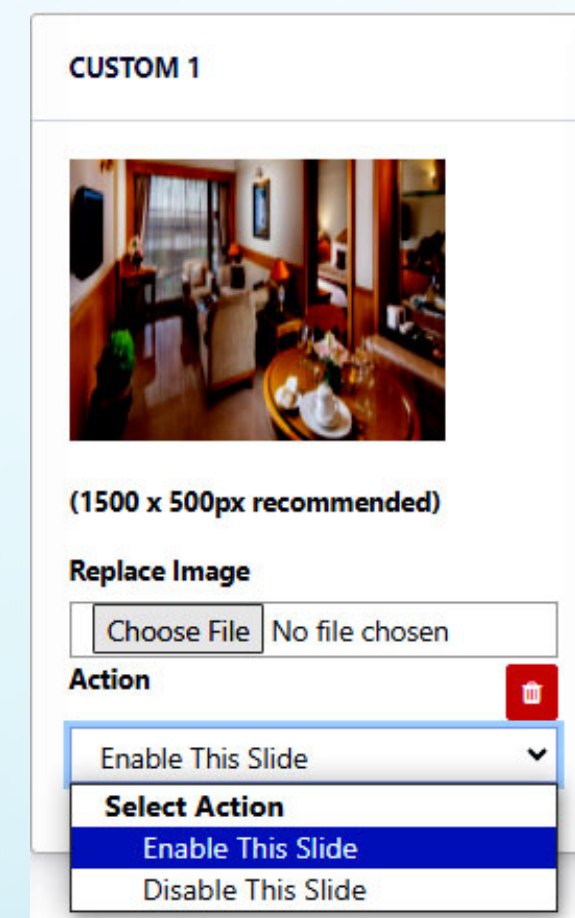 CUSTOM 1
(1500 x 500px recommended)
Replace Image
Choose File No file chosen
Action
Enable This Slide
Select Action
Enable This Slide
Disable This Slide